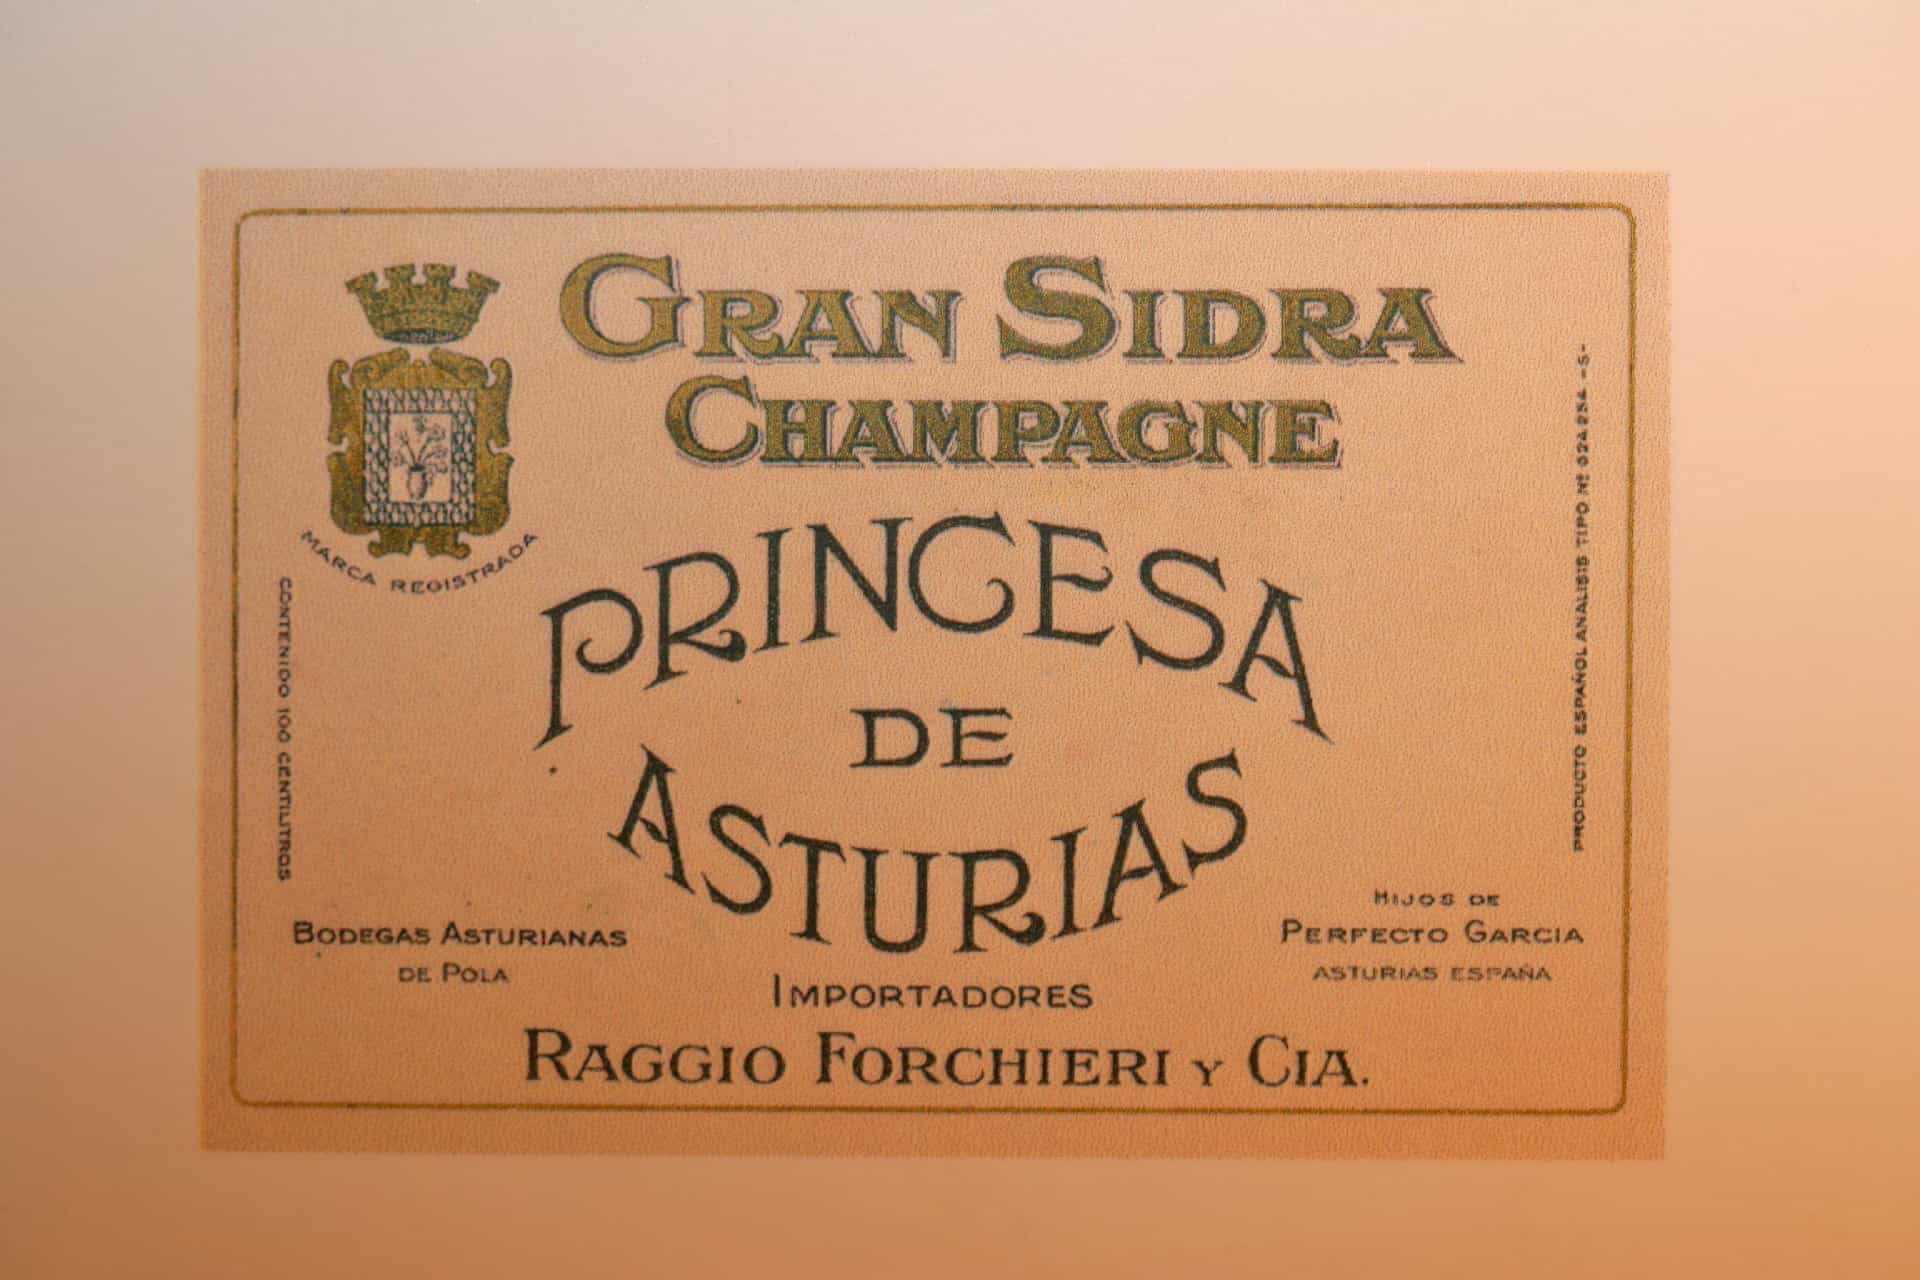 GRAN SIDRA
CHAMPAGNE
MARCA REGISTRADA
PRINCESA
DE
ASTURIAS
CONTENIDO 100 CENTILITROS
PRODUCTO ESPAÑOL ANALISIS TIPO Nº 024254 -S-
BODEGAS ASTURIANAS
DE POLA
HIJOS DE
PERFECTO GARCIA
ASTURIAS ESPAÑA
IMPORTADORES
RAGGIO FORCHIERI Y CIA.